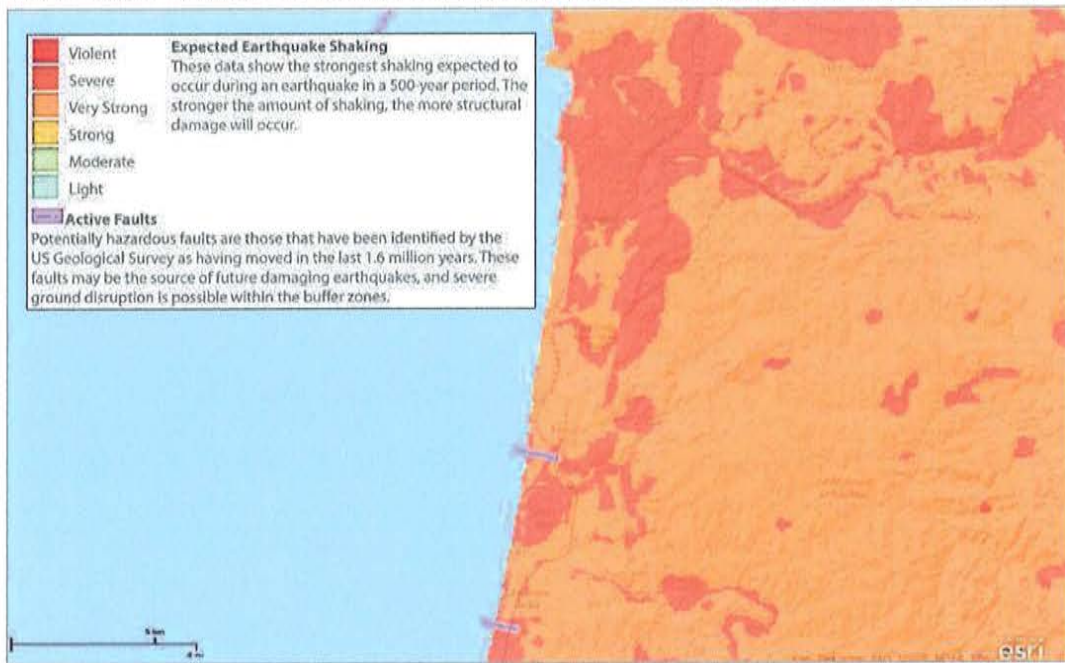 Violent
Severe
Very Strong
Strong
Moderate
Light
Expected Earthquake Shaking
These data show the strongest shaking expected to
occur during an earthquake in a 500-year period. The
stronger the amount of shaking, the more structural
damage will occur.
Active Faults
Potentially hazardous faults are those that have been identified by the
US Geological Survey as having moved in the last 1.6 million years. These
faults may be the source of future damaging earthquakes, and severe
ground disruption is possible within the buffer zones.
esri